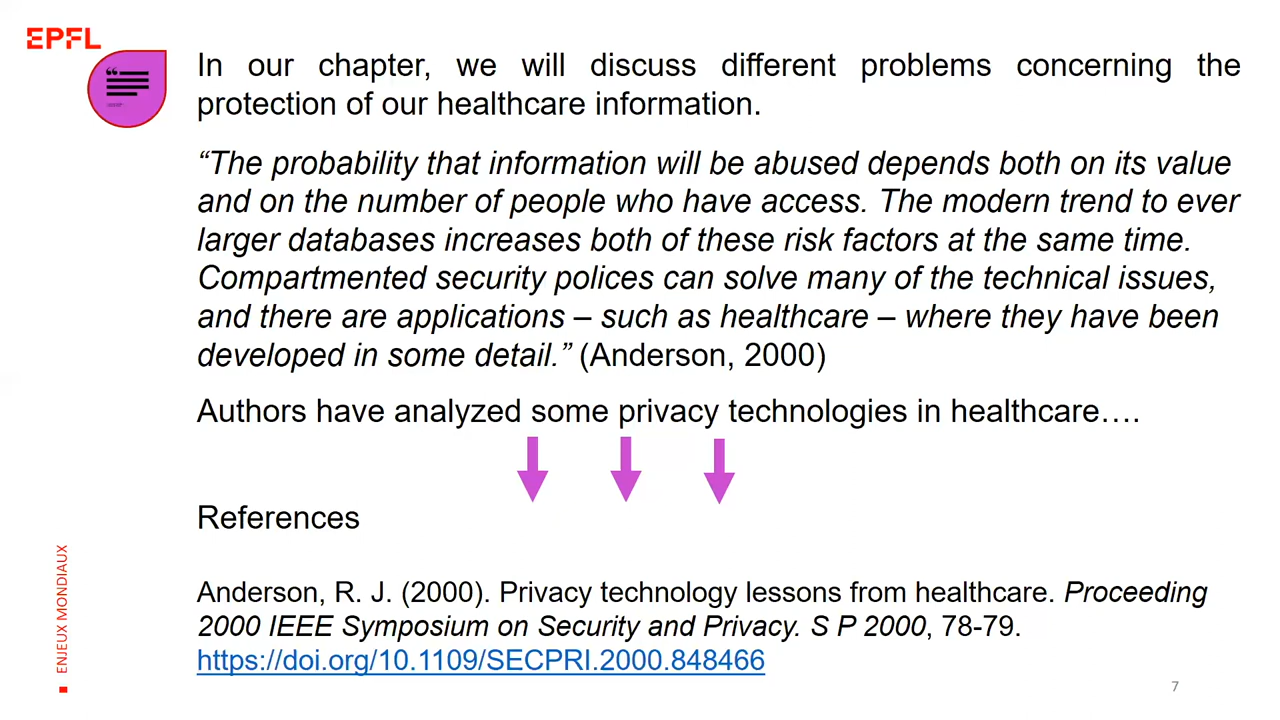 EPFL
In our chapter, we will discuss different problems concerning the
protection of our healthcare information.
“The probability that information will be abused depends both on its value
and on the number of people who have access. The modern trend to ever
larger databases increases both of these risk factors at the same time.
Compartmented security polices can solve many of the technical issues,
and there are applications – such as healthcare – where they have been
developed in some detail.” (Anderson, 2000)
Authors have analyzed some privacy technologies in healthcare….
References
Anderson, R. J. (2000). Privacy technology lessons from healthcare. Proceeding
2000 IEEE Symposium on Security and Privacy. S P 2000, 78-79.
https://doi.org/10.1109/SECPRI.2000.848466
ENJEUX MONDIAUX
7